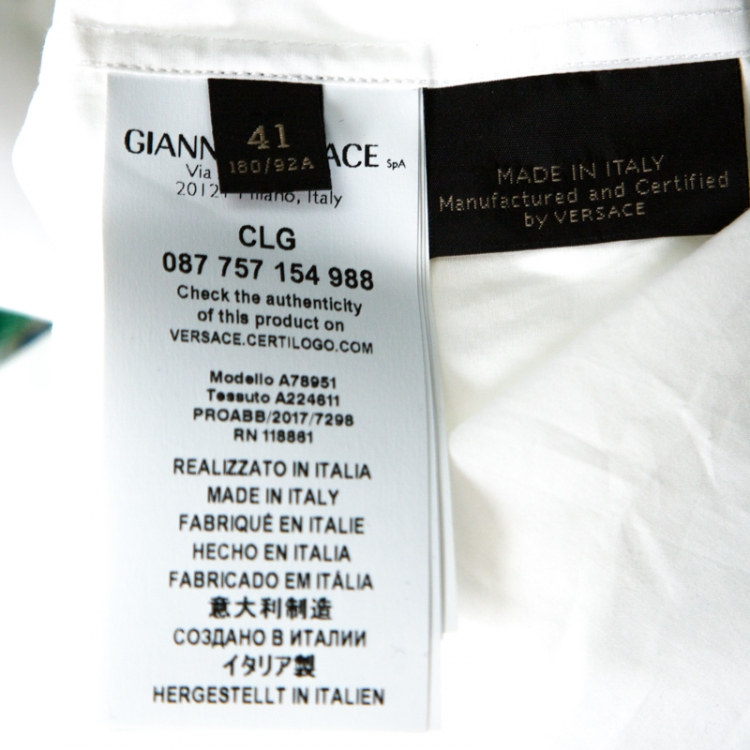 41
180/92A
GIANN ACE SpA
Via
2012 Milano, Italy
CLG
087 757 154 988
Check the authenticity
of this product on
VERSACE.CERTILOGO.COM
Modello A78951
Tessuto A224611
PROABB/2017/7298
RN 118861
REALIZZATO IN ITALIA
MADE IN ITALY
FABRIQUÉ EN ITALIE
HECHO EN ITALIA
FABRICADO EM ITÁLIA
意大利制造
СОЗДАНО В ИТАЛИИ
イタリア製
HERGESTELLT IN ITALIEN
MADE IN ITALY
Manufactured and Certified
by VERSACE